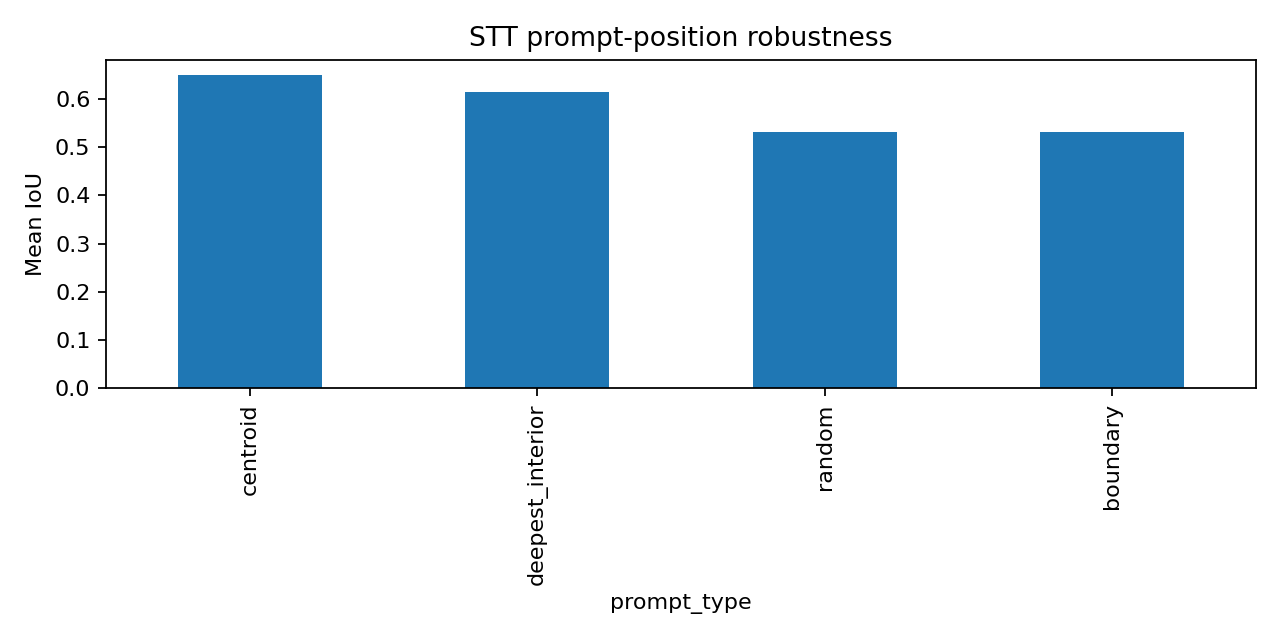 STT prompt-position robustness
Mean IoU
0.6
0.5
0.4
0.3
0.2
0.1
0.0
centroid
deepest_interior
random
boundary
prompt_type